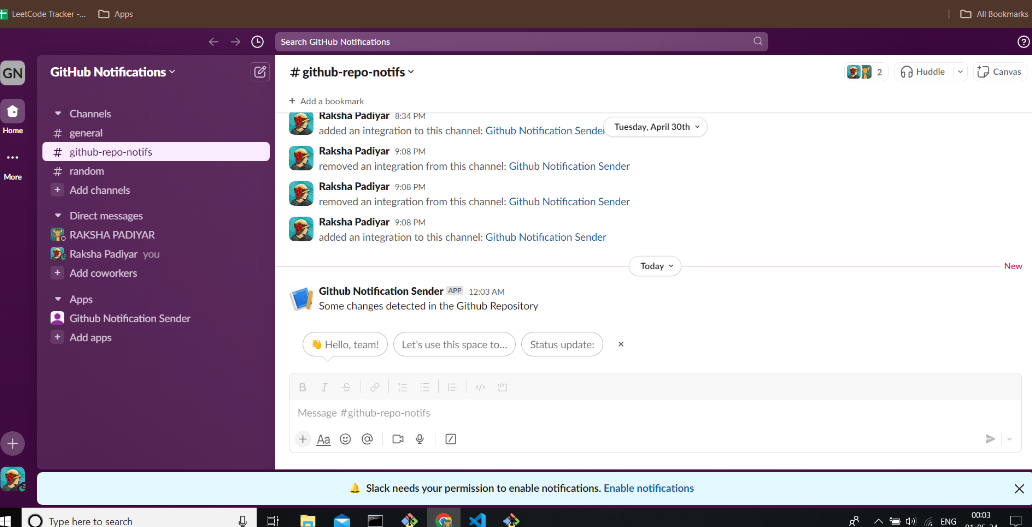 LeetCode Tracker -...
Apps
All Bookmarks
Search GitHub Notifications
GN
GitHub Notifications
# github-repo-notifs
2
Huddle
Canvas
+ Add a bookmark
Home
More
Channels
# general
# github-repo-notifs
# random
+ Add channels
Direct messages
RAKSHA PADIYAR
Raksha Padiyar you
+ Add coworkers
Apps
Github Notification Sender
+ Add apps
Raksha Padiyar 8:34 PM
added an integration to this channel: Github Notification Sender
Tuesday, April 30th
Raksha Padiyar 9:08 PM
removed an integration from this channel: Github Notification Sender
Raksha Padiyar 9:08 PM
removed an integration from this channel: Github Notification Sender
Raksha Padiyar 9:08 PM
added an integration to this channel: Github Notification Sender
Today
New
Github Notification Sender APP 12:03 AM
Some changes detected in the Github Repository
👋 Hello, team!
Let's use this space to...
Status update:
B I S
Message #github-repo-notifs
Aa
Slack needs your permission to enable notifications. Enable notifications
Type here to search
ENG
00:03
01-05-24